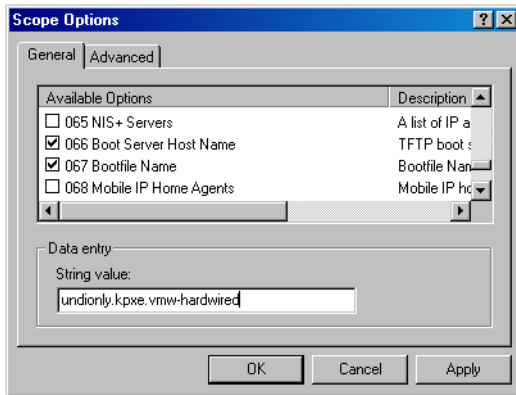 Scope Options
General Advanced
Available Options Description
065 NIS+ Servers A list of IP a
066 Boot Server Host Name TFTP boot s
067 Bootfile Name Bootfile Nam
068 Mobile IP Home Agents Mobile IP ho
Data entry
String value:
undionly.kpxe.vmw-hardwired
OK Cancel Apply